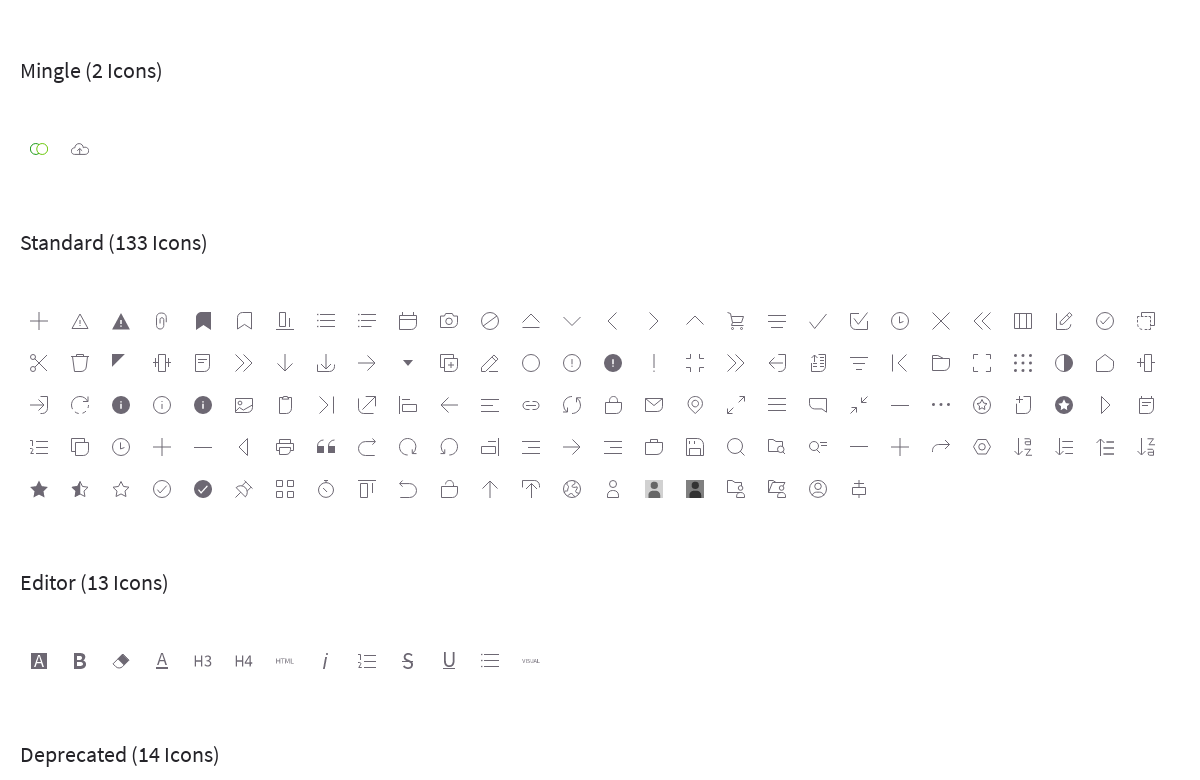 Mingle (2 Icons)
Standard (133 Icons)
Editor (13 Icons)
A B A H3 H4 HTML i S U VISUAL
Deprecated (14 Icons)